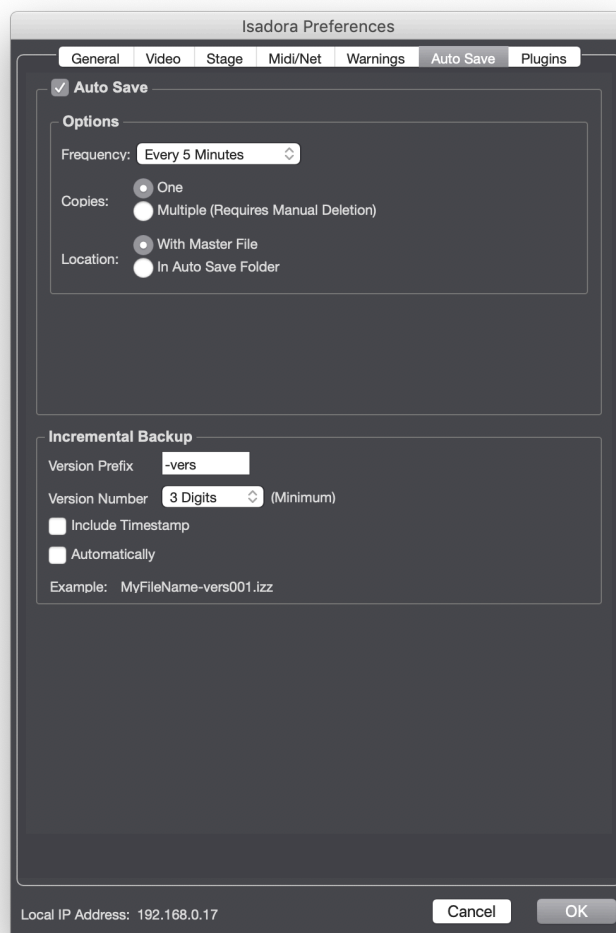 Isadora Preferences
General Video Stage Midi/Net Warnings Auto Save Plugins
Auto Save
Options
Frequency: Every 5 Minutes
Copies:
One
Multiple (Requires Manual Deletion)
Location:
With Master File
In Auto Save Folder
Incremental Backup
Version Prefix -vers
Version Number 3 Digits (Minimum)
Include Timestamp
Automatically
Example: MyFileName-vers001.izz
Local IP Address: 192.168.0.17 Cancel OK